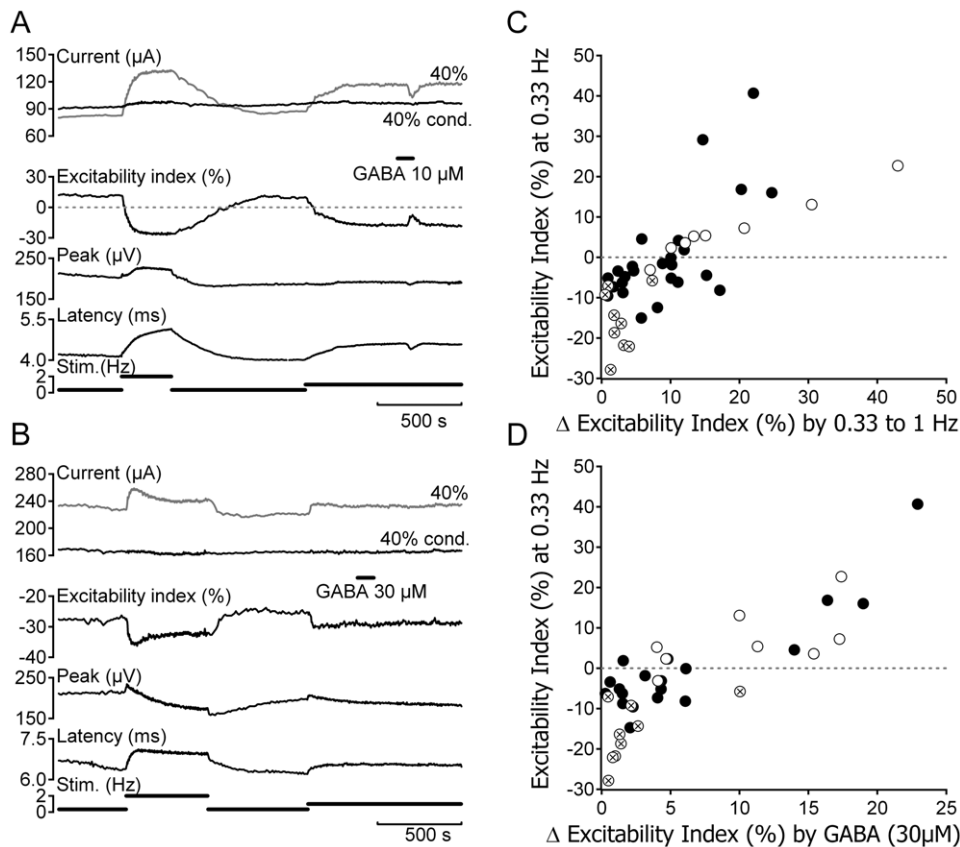 A
Current (µA)
150
120
90
60
40%
40% cond.
GABA 10 µM
Excitability index (%)
30
0
-30
Peak (µV)
250
150
Latency (ms)
5.5
4.0
Stim.(Hz)
2
0
500 s
B
Current (µA)
280
240
200
160
40%
40% cond.
GABA 30 µM
Excitability index (%)
-20
-40
-60
Peak (µV)
250
150
Latency (ms)
7.5
6.0
Stim. (Hz)
2
0
500 s
C
Excitability Index (%) at 0.33 Hz
50
40
30
20
10
0
-10
-20
-30
0 10 20 30 40 50
Δ Excitability Index (%) by 0.33 to 1 Hz
D
Excitability Index (%) at 0.33 Hz
50
40
30
20
10
0
-10
-20
-30
0 5 10 15 20 25
Δ Excitability Index (%) by GABA (30µM)